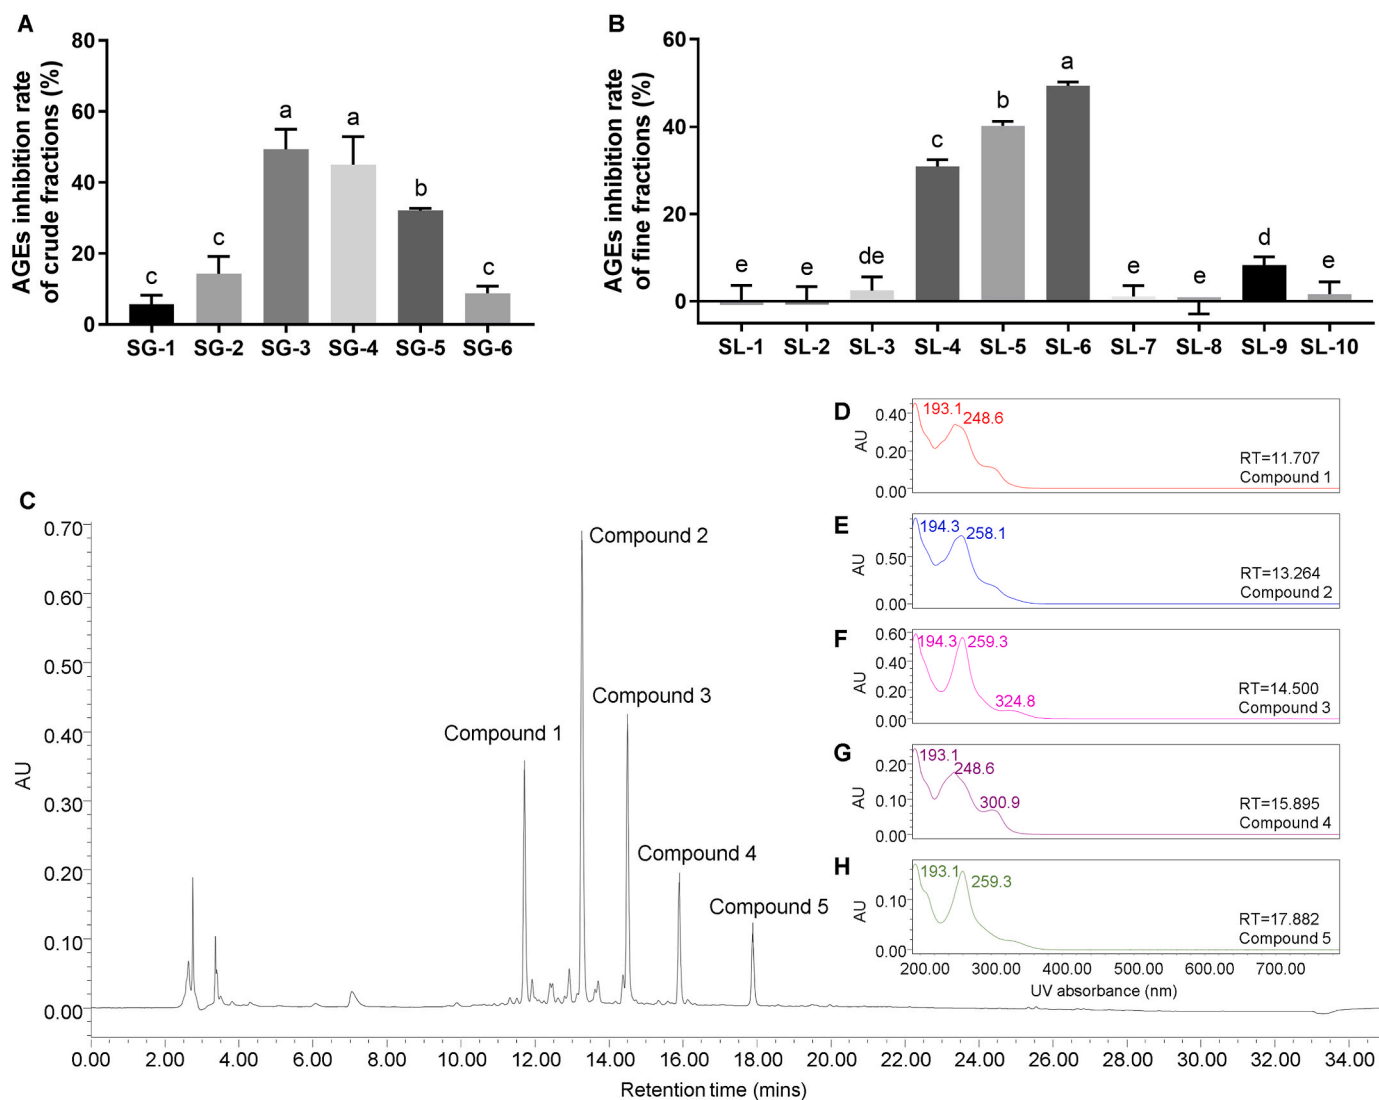 A
AGEs inhibition rate
of crude fractions (%)
80
60
40
20
0
c
c
a
a
b
c
SG-1 SG-2 SG-3 SG-4 SG-5 SG-6
B
AGEs inhibition rate
of fine fractions (%)
60
40
20
0
e
e
de
c
b
a
e
e
d
e
SL-1 SL-2 SL-3 SL-4 SL-5 SL-6 SL-7 SL-8 SL-9 SL-10
C
AU
0.70
0.60
0.50
0.40
0.30
0.20
0.10
0.00
Compound 1
Compound 2
Compound 3
Compound 4
Compound 5
0.00 2.00 4.00 6.00 8.00 10.00 12.00 14.00 16.00 18.00 20.00 22.00 24.00 26.00 28.00 30.00 32.00 34.00
Retention time (mins)
D
AU
0.40
0.20
0.00
193.1
248.6
RT=11.707
Compound 1
E
AU
0.50
0.00
194.3
258.1
RT=13.264
Compound 2
F
AU
0.60
0.40
0.20
0.00
194.3
259.3
324.8
RT=14.500
Compound 3
G
AU
0.20
0.10
0.00
193.1
248.6
300.9
RT=15.895
Compound 4
H
AU
0.10
0.00
193.1
259.3
RT=17.882
Compound 5
200.00 300.00 400.00 500.00 600.00 700.00
UV absorbance (nm)